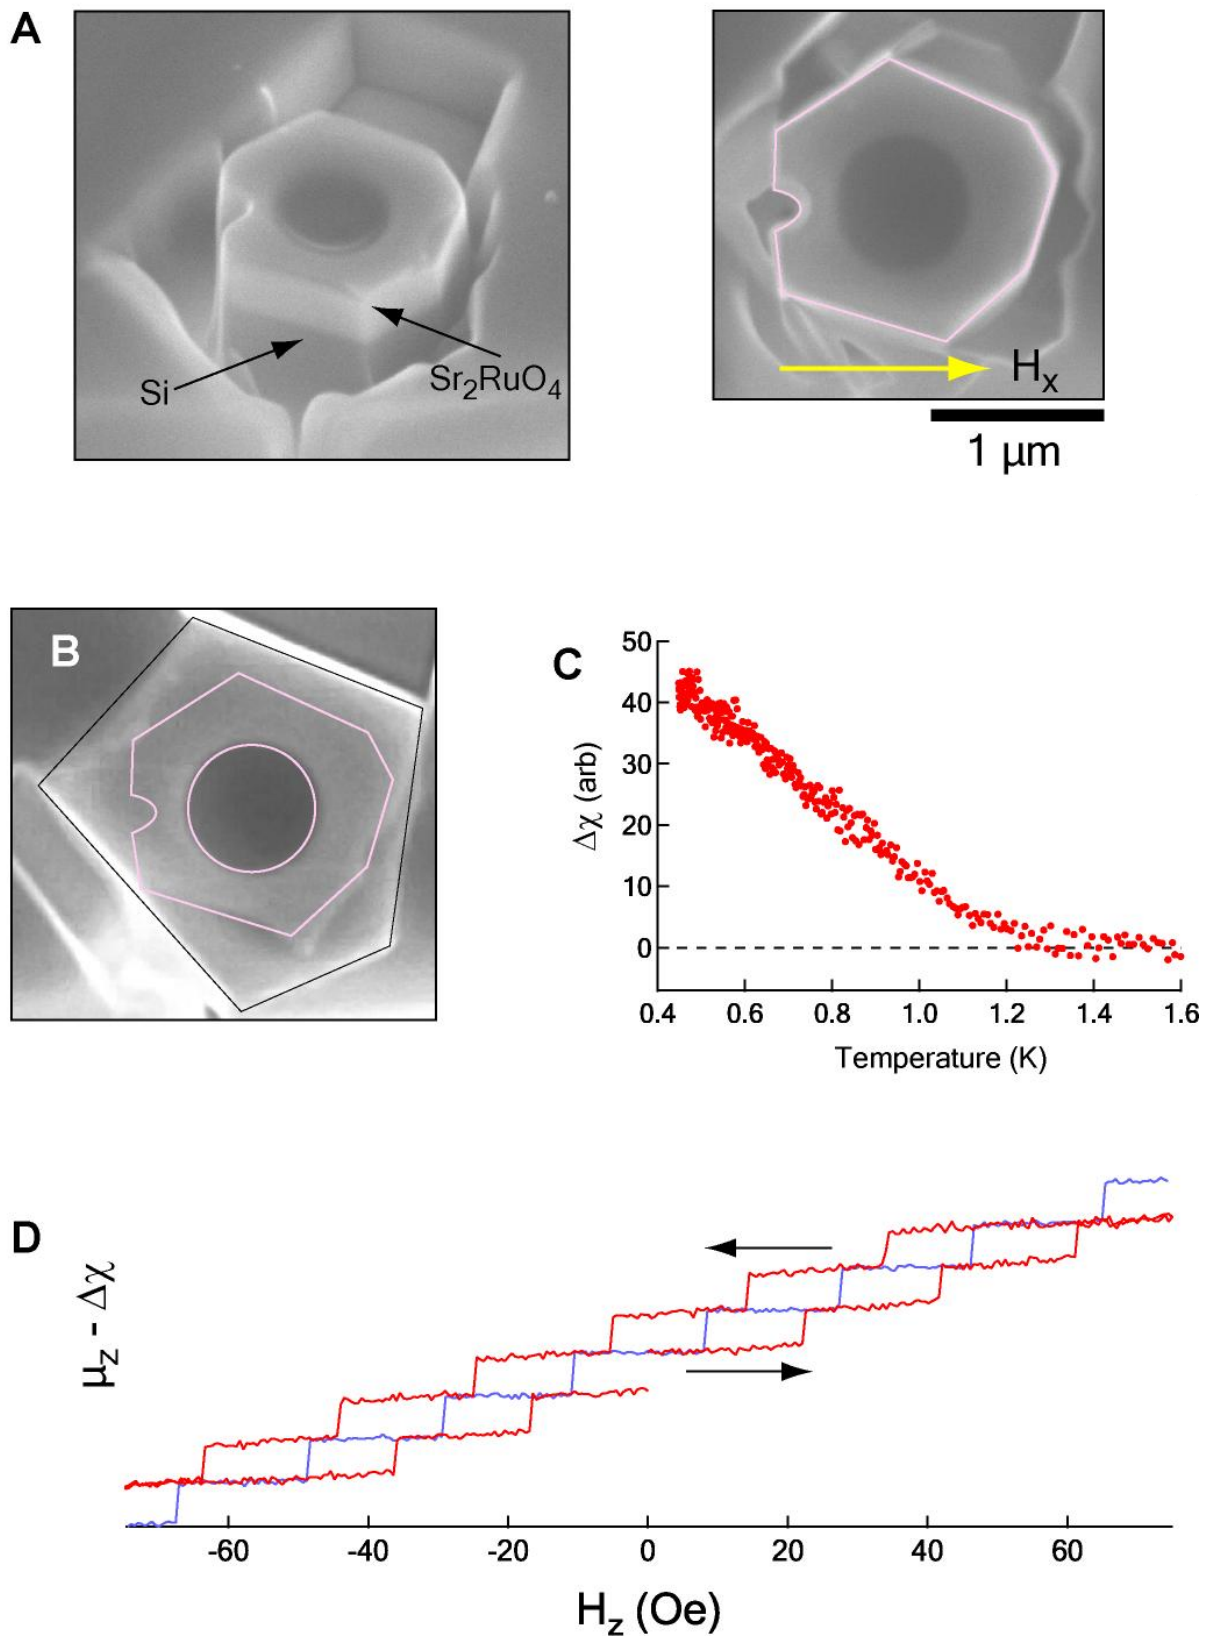 A
Si
Sr₂RuO₄
Hₓ
1 µm
B
C
50
40
30
20
10
0
Δχ (arb)
0.4 0.6 0.8 1.0 1.2 1.4 1.6
Temperature (K)
D
μz - Δχ
-60 -40 -20 0 20 40 60
Hz (Oe)